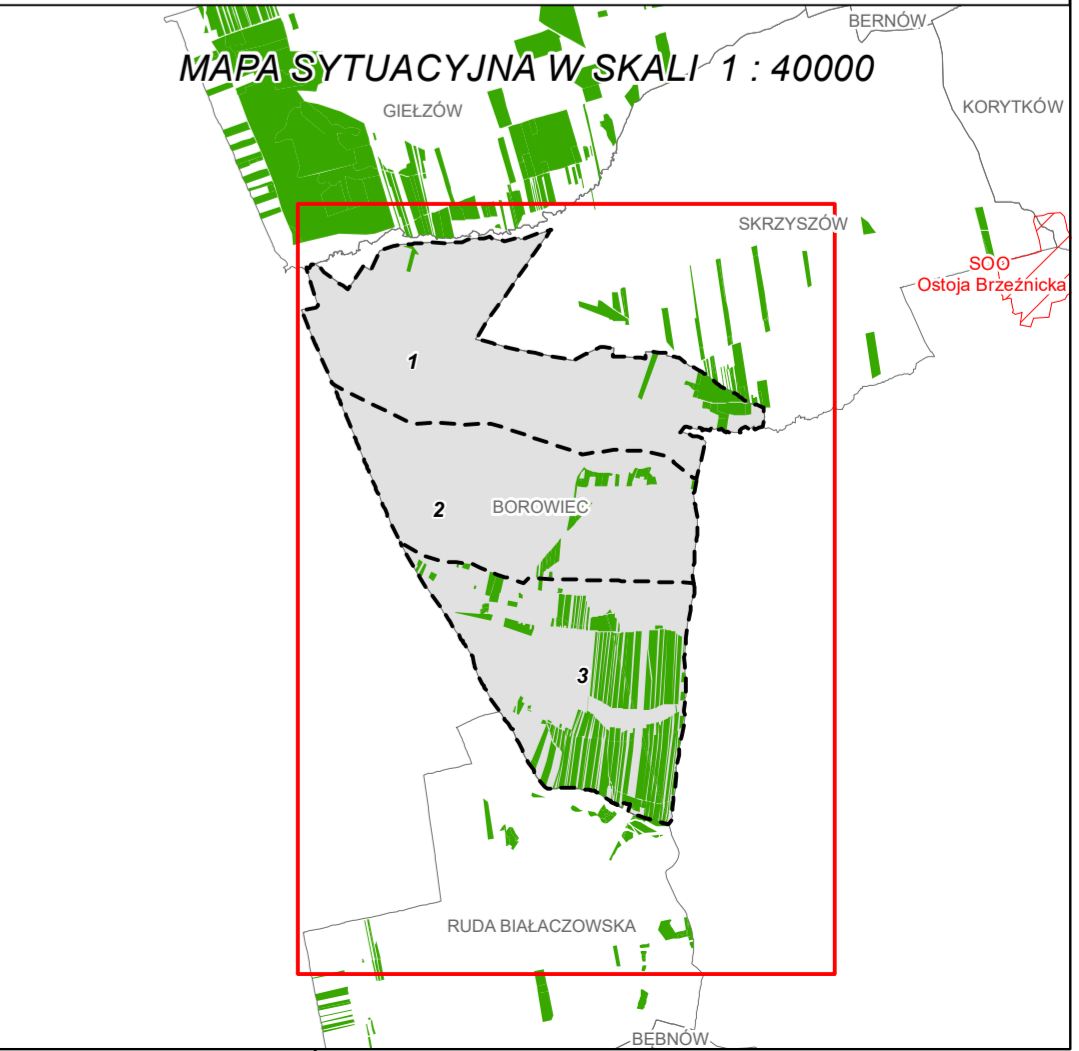 BERNÓW
MAPA SYTUACYJNA W SKALI 1 : 40000
GIEŁZÓW
KORYTKÓW
SKRZYSZÓW
SOO
Ostoja Brzeźnicka
1
2
BOROWIEC
3
RUDA BIAŁACZOWSKA
BĘBNÓW